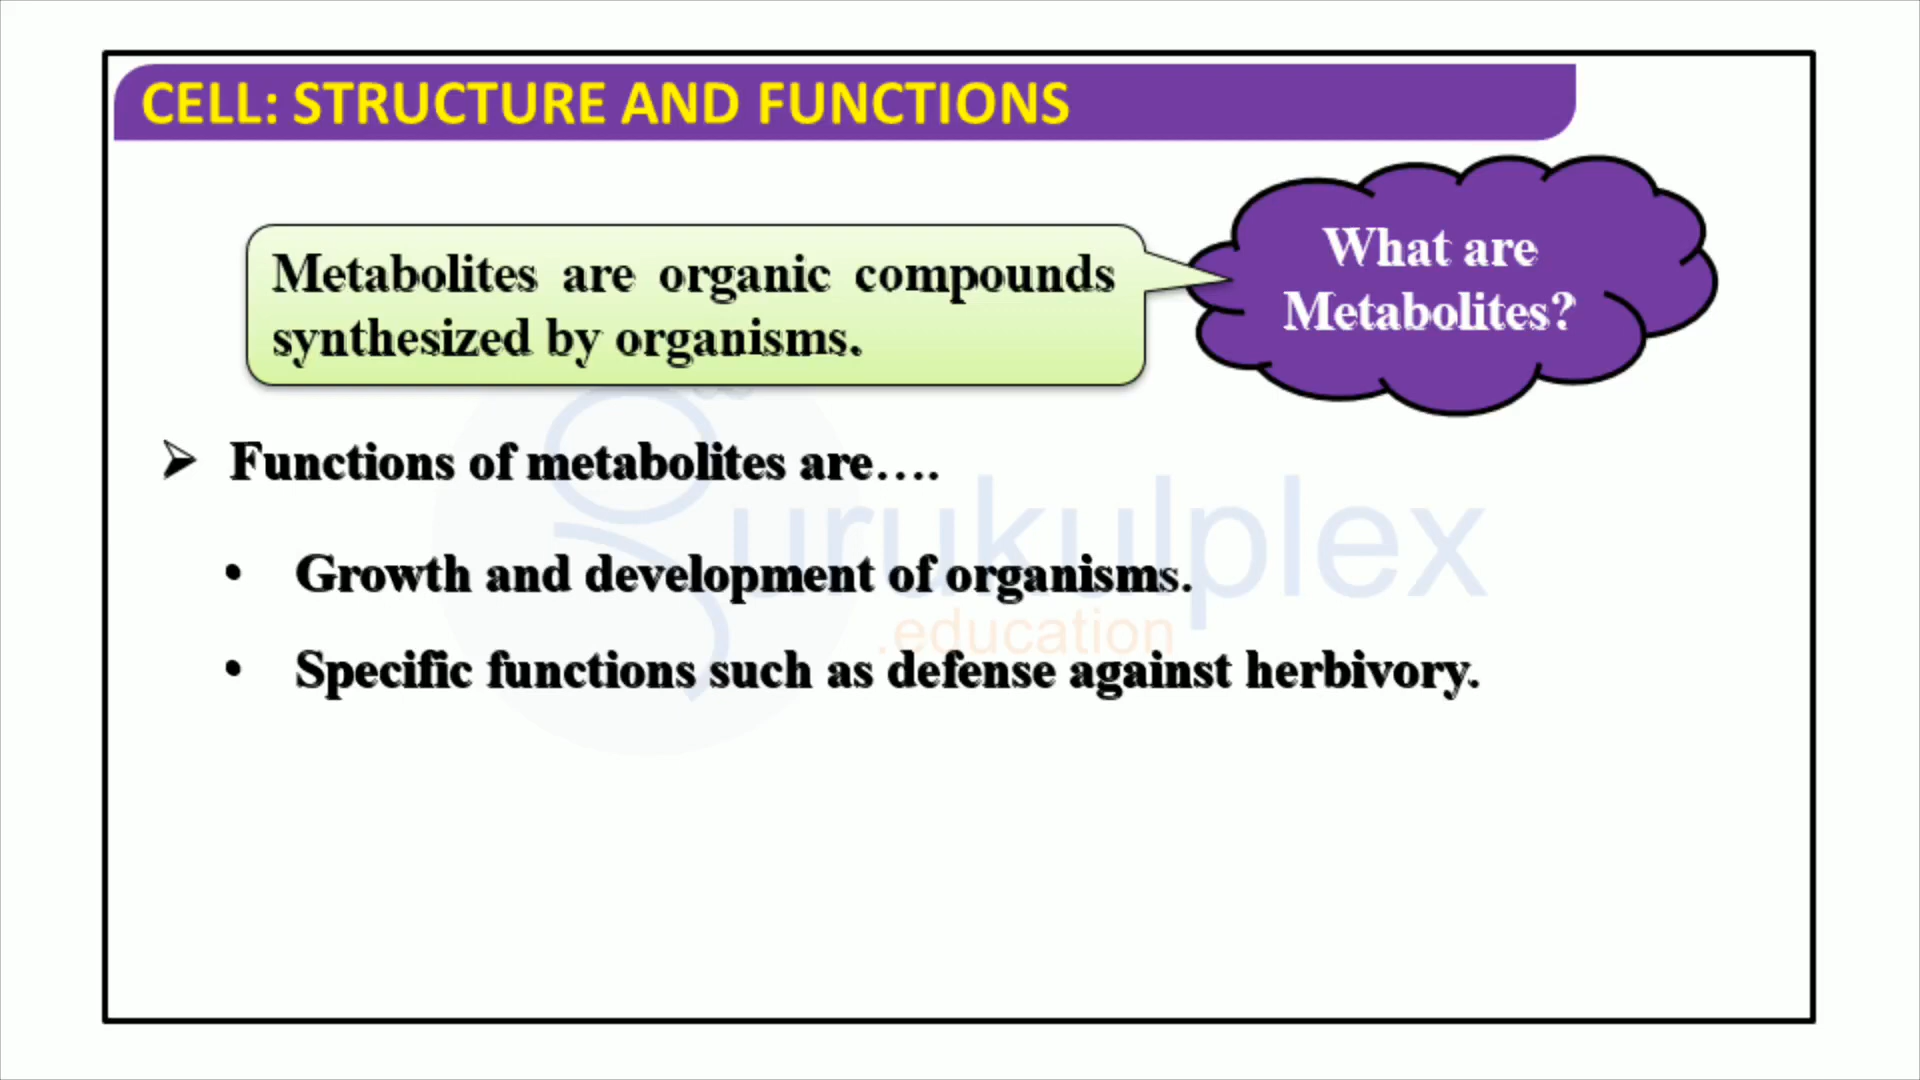 CELL: STRUCTURE AND FUNCTIONS
What are
Metabolites?
Metabolites are organic compounds
synthesized by organisms.
Functions of metabolites are....
• Growth and development of organisms.
• Specific functions such as defense against herbivory.
gurukulplex
.education